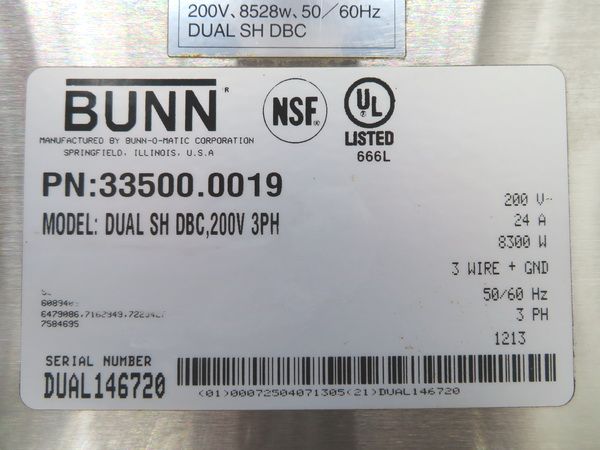 200V、8528w、50／60Hz
DUAL SH DBC
BUNN®
MANUFACTURED BY BUNN-O-MATIC CORPORATION
SPRINGFIELD, ILLINOIS, U.S.A
NSF®
UL®
LISTED
666L
PN:33500.0019
MODEL: DUAL SH DBC,200V 3PH
200 V~
24 A
8300 W
3 WIRE + GND
50/60 Hz
3 PH
1213
7504695
SERIAL NUMBER
DUAL146720
(01)00072504071305(21)DUAL146720